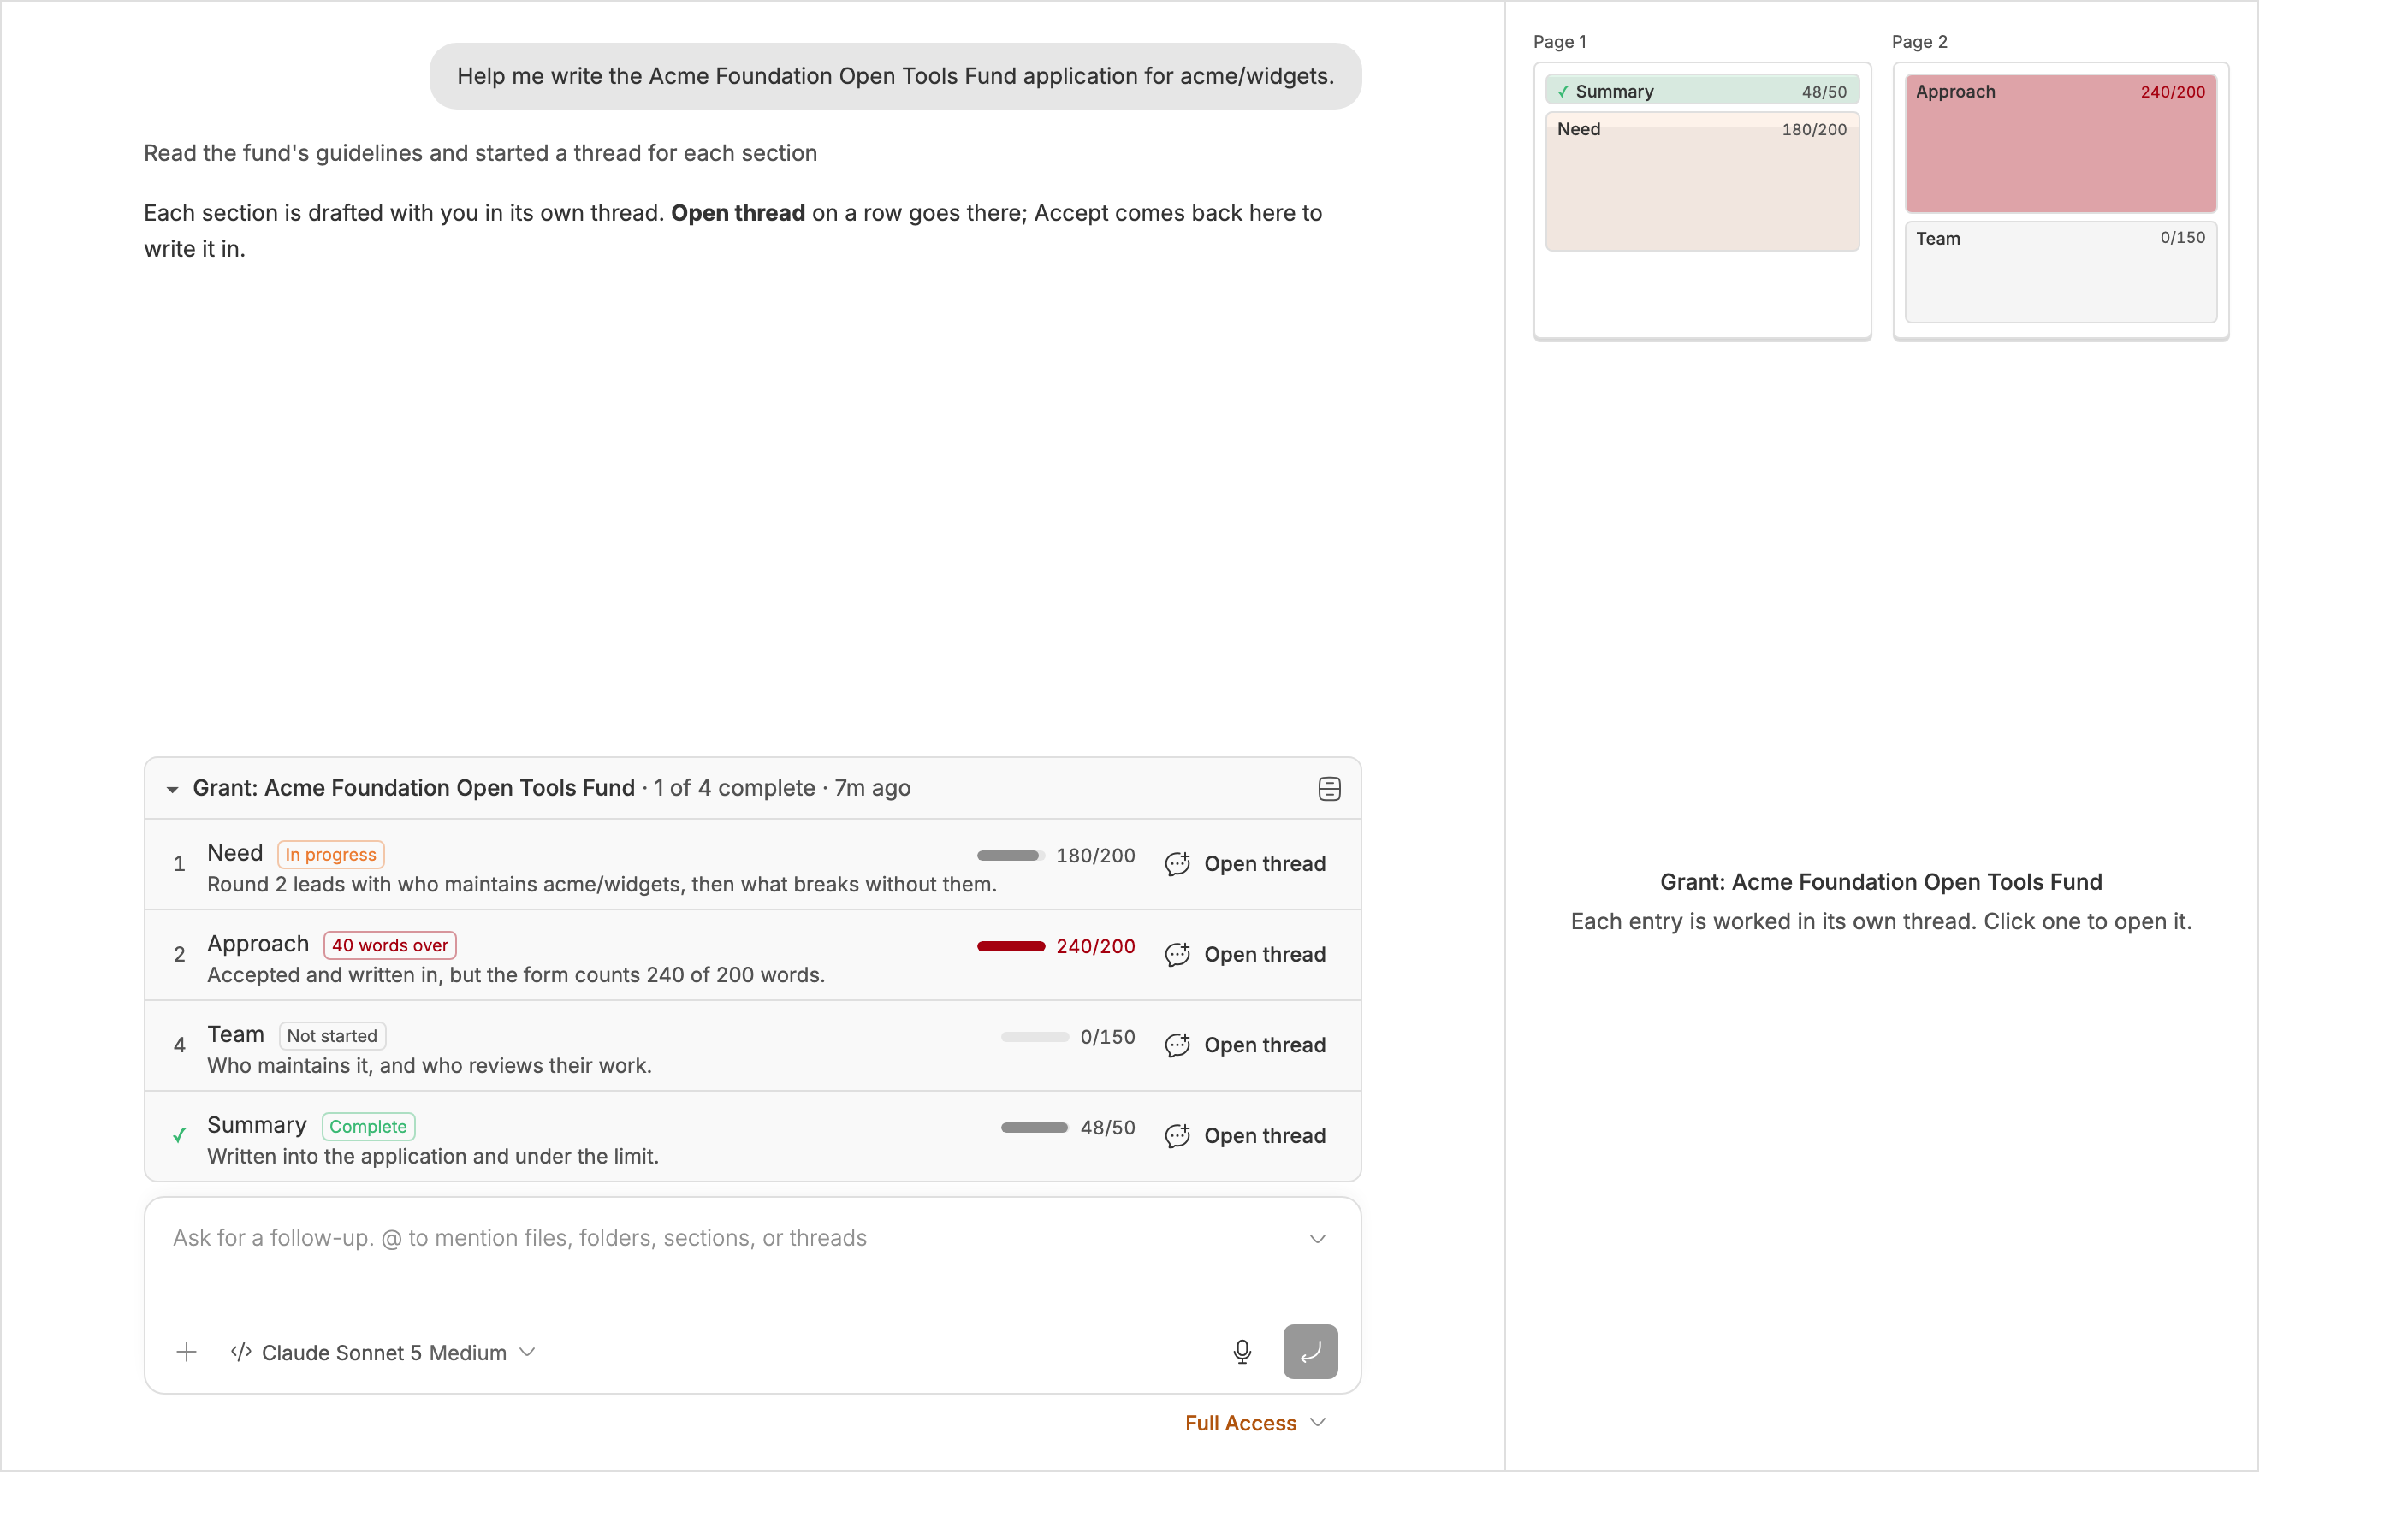 Help me write the Acme Foundation Open Tools Fund application for acme/widgets.
Read the fund's guidelines and started a thread for each section
Each section is drafted with you in its own thread. Open thread on a row goes there; Accept comes back here to
write it in.
Grant: Acme Foundation Open Tools Fund · 1 of 4 complete · 7m ago
1 Need In progress 180/200 Open thread
Round 2 leads with who maintains acme/widgets, then what breaks without them.
2 Approach 40 words over 240/200 Open thread
Accepted and written in, but the form counts 240 of 200 words.
4 Team Not started 0/150 Open thread
Who maintains it, and who reviews their work.
✓ Summary Complete 48/50 Open thread
Written into the application and under the limit.
Ask for a follow-up. @ to mention files, folders, sections, or threads
</> Claude Sonnet 5 Medium
Full Access
Page 1
✓ Summary 48/50
Need 180/200
Page 2
Approach 240/200
Team 0/150
Grant: Acme Foundation Open Tools Fund
Each entry is worked in its own thread. Click one to open it.